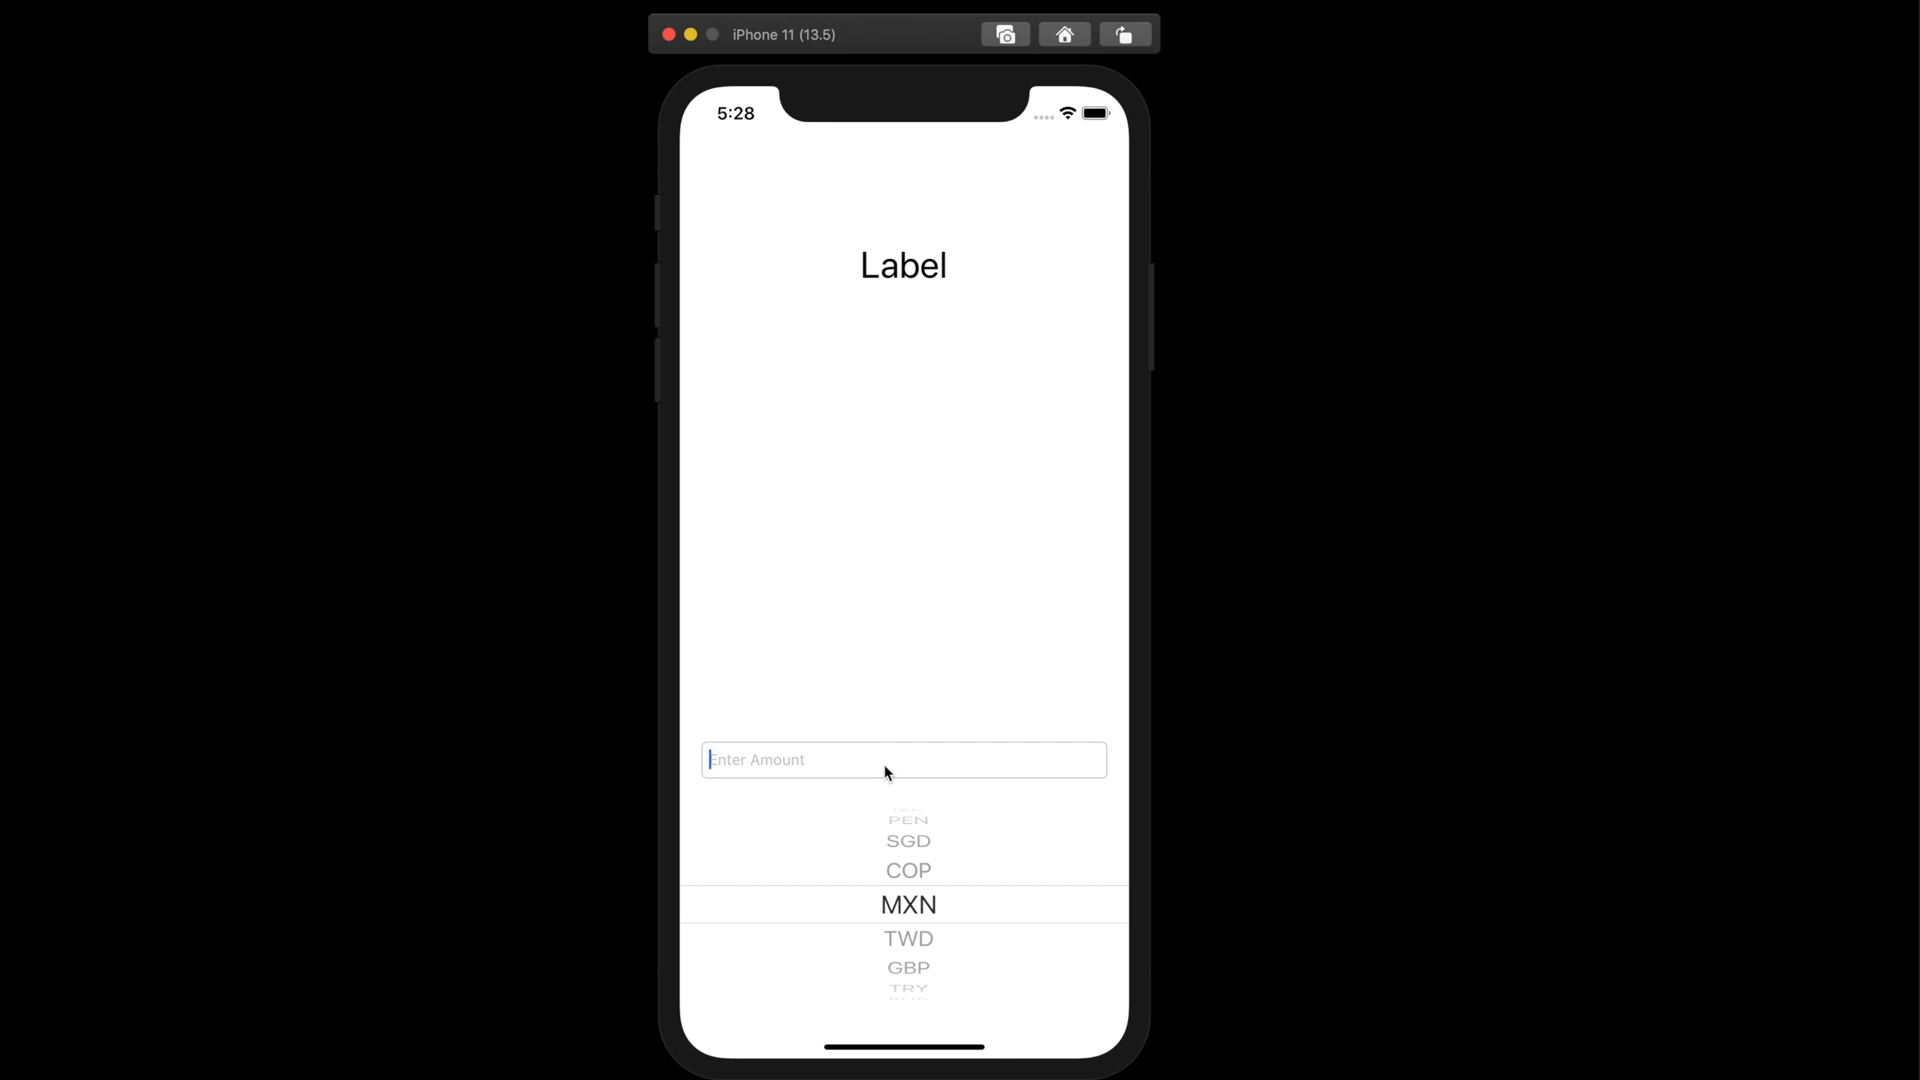 iPhone 11 (13.5)
5:28
Label
Enter Amount
PEN
SGD
COP
MXN
TWD
GBP
TRY